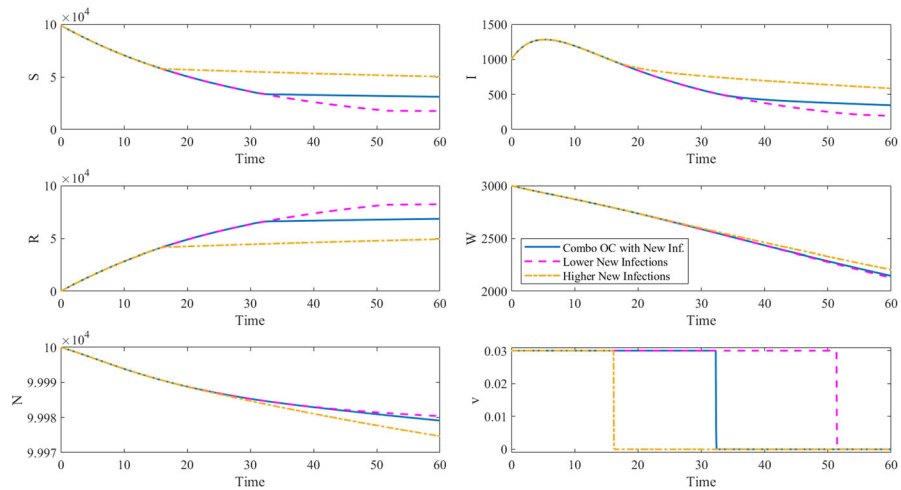 ×10⁴
10
5
0
S
0 10 20 30 40 50 60
Time
1500
1000
500
0
I
0 10 20 30 40 50 60
Time
×10⁴
10
5
0
R
0 10 20 30 40 50 60
Time
3000
2500
2000
W
Combo OC with New Inf.
Lower New Infections
Higher New Infections
0 10 20 30 40 50 60
Time
×10⁴
10
9.999
9.998
9.997
N
0 10 20 30 40 50 60
Time
0.03
0.02
0.01
0
v
0 10 20 30 40 50 60
Time